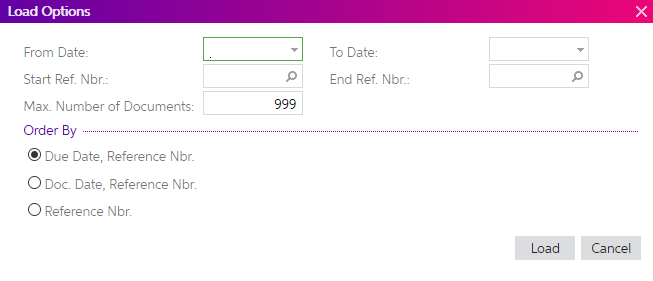 Load Options
From Date: . To Date:
Start Ref. Nbr.: End Ref. Nbr.:
Max. Number of Documents: 999
Order By
Due Date, Reference Nbr.
Doc. Date, Reference Nbr.
Reference Nbr.
Load Cancel